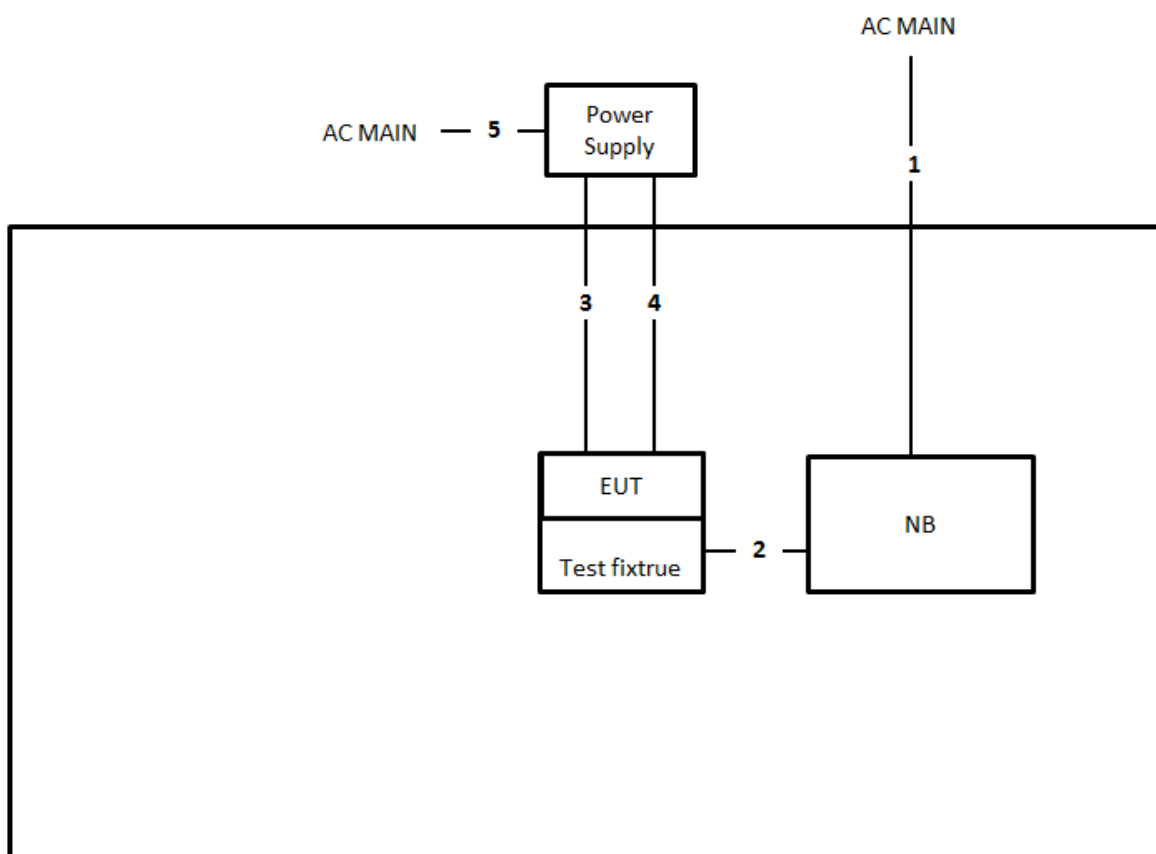 AC MAIN
Power
Supply
AC MAIN
5
1
3
4
EUT
NB
2
Test fixtrue